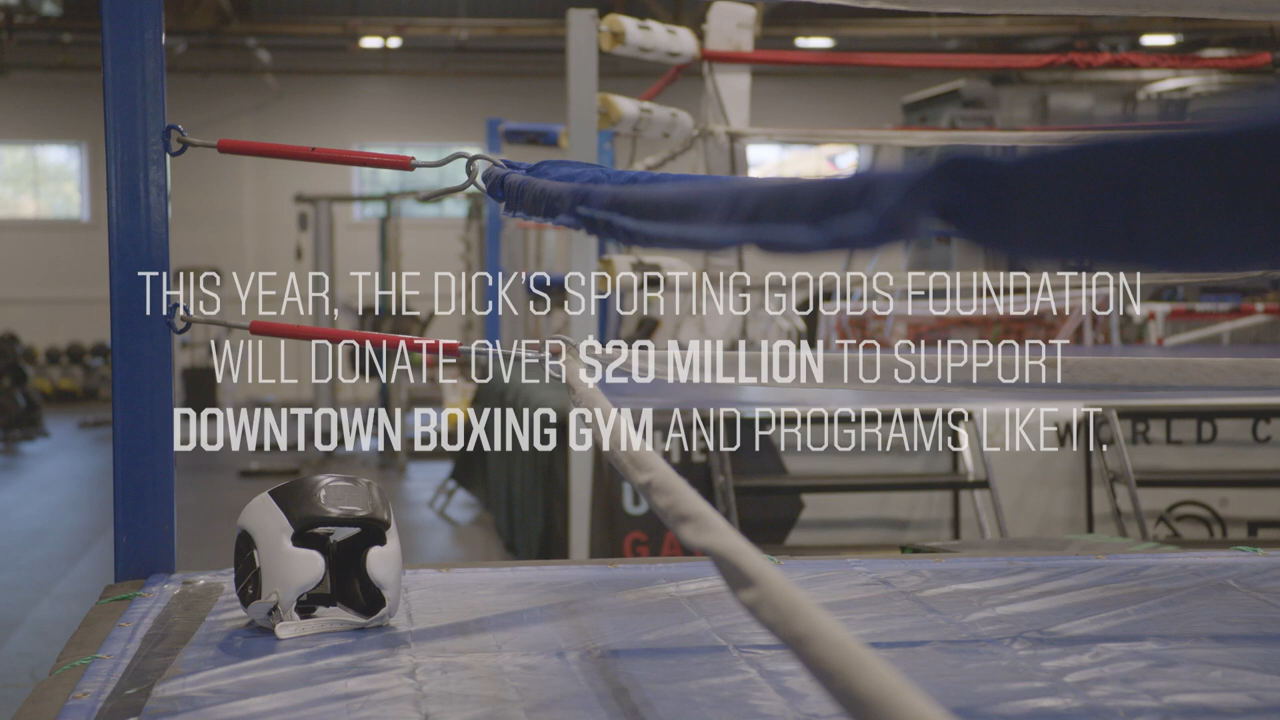 THIS YEAR, THE DICK'S SPORTING GOODS FOUNDATION
WILL DONATE OVER $20 MILLION TO SUPPORT
DOWNTOWN BOXING GYM AND PROGRAMS LIKE IT.
WORLD C